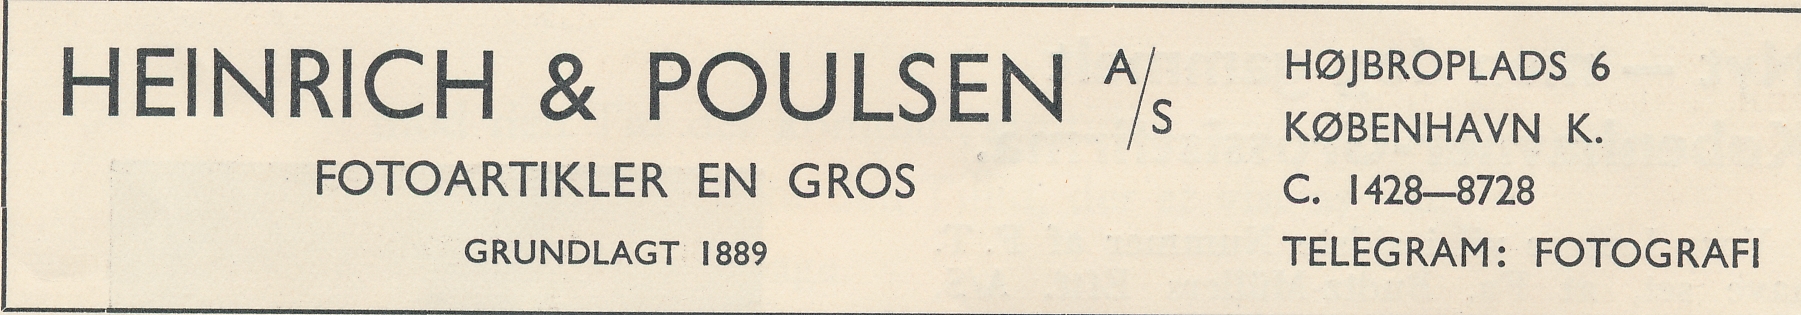 HEINRICH & POULSEN A/S
FOTOARTIKLER EN GROS
GRUNDLAGT 1889
HØJBROPLADS 6
KØBENHAVN K.
C. 1428—8728
TELEGRAM: FOTOGRAFI